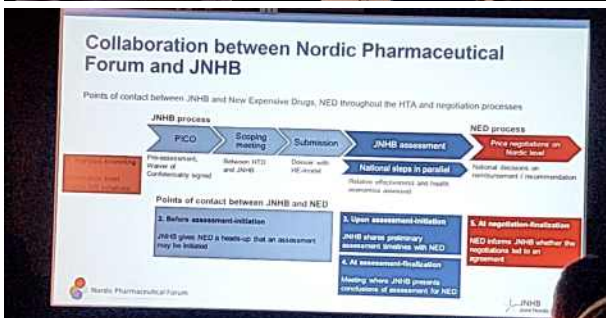 Collaboration between Nordic Pharmaceutical
Forum and JNHB
Points of contact between JNHB and New Expensive Drugs, NED throughout the HTA and negotiation processes
JNHB process
NED process
PICO
Scoping
meeting
Submission
JNHB assessment
Price negotiations on
Nordic level
Pre-assessment,
Waiver of
Confidentiality signed
Between HTD
and JNHB
Dossier with
HE-model
National steps in parallel
National decisions on
reimbursement / recommendation
Relative effectiveness and health
economics assessed
Points of contact between JNHB and NED
2. Before assessment-initiation
JNHB gives NED a heads-up that an assessment
may be initiated
3. Upon assessment-initiation
JNHB shares preliminary
assessment timelines with NED
4. At assessment-finalization
Meeting where JNHB presents
conclusions of assessment for NED
5. At negotiation-finalization
NED informs JNHB whether the
negotiations led to an
agreement
Nordic Pharmaceutical Forum
JNHB